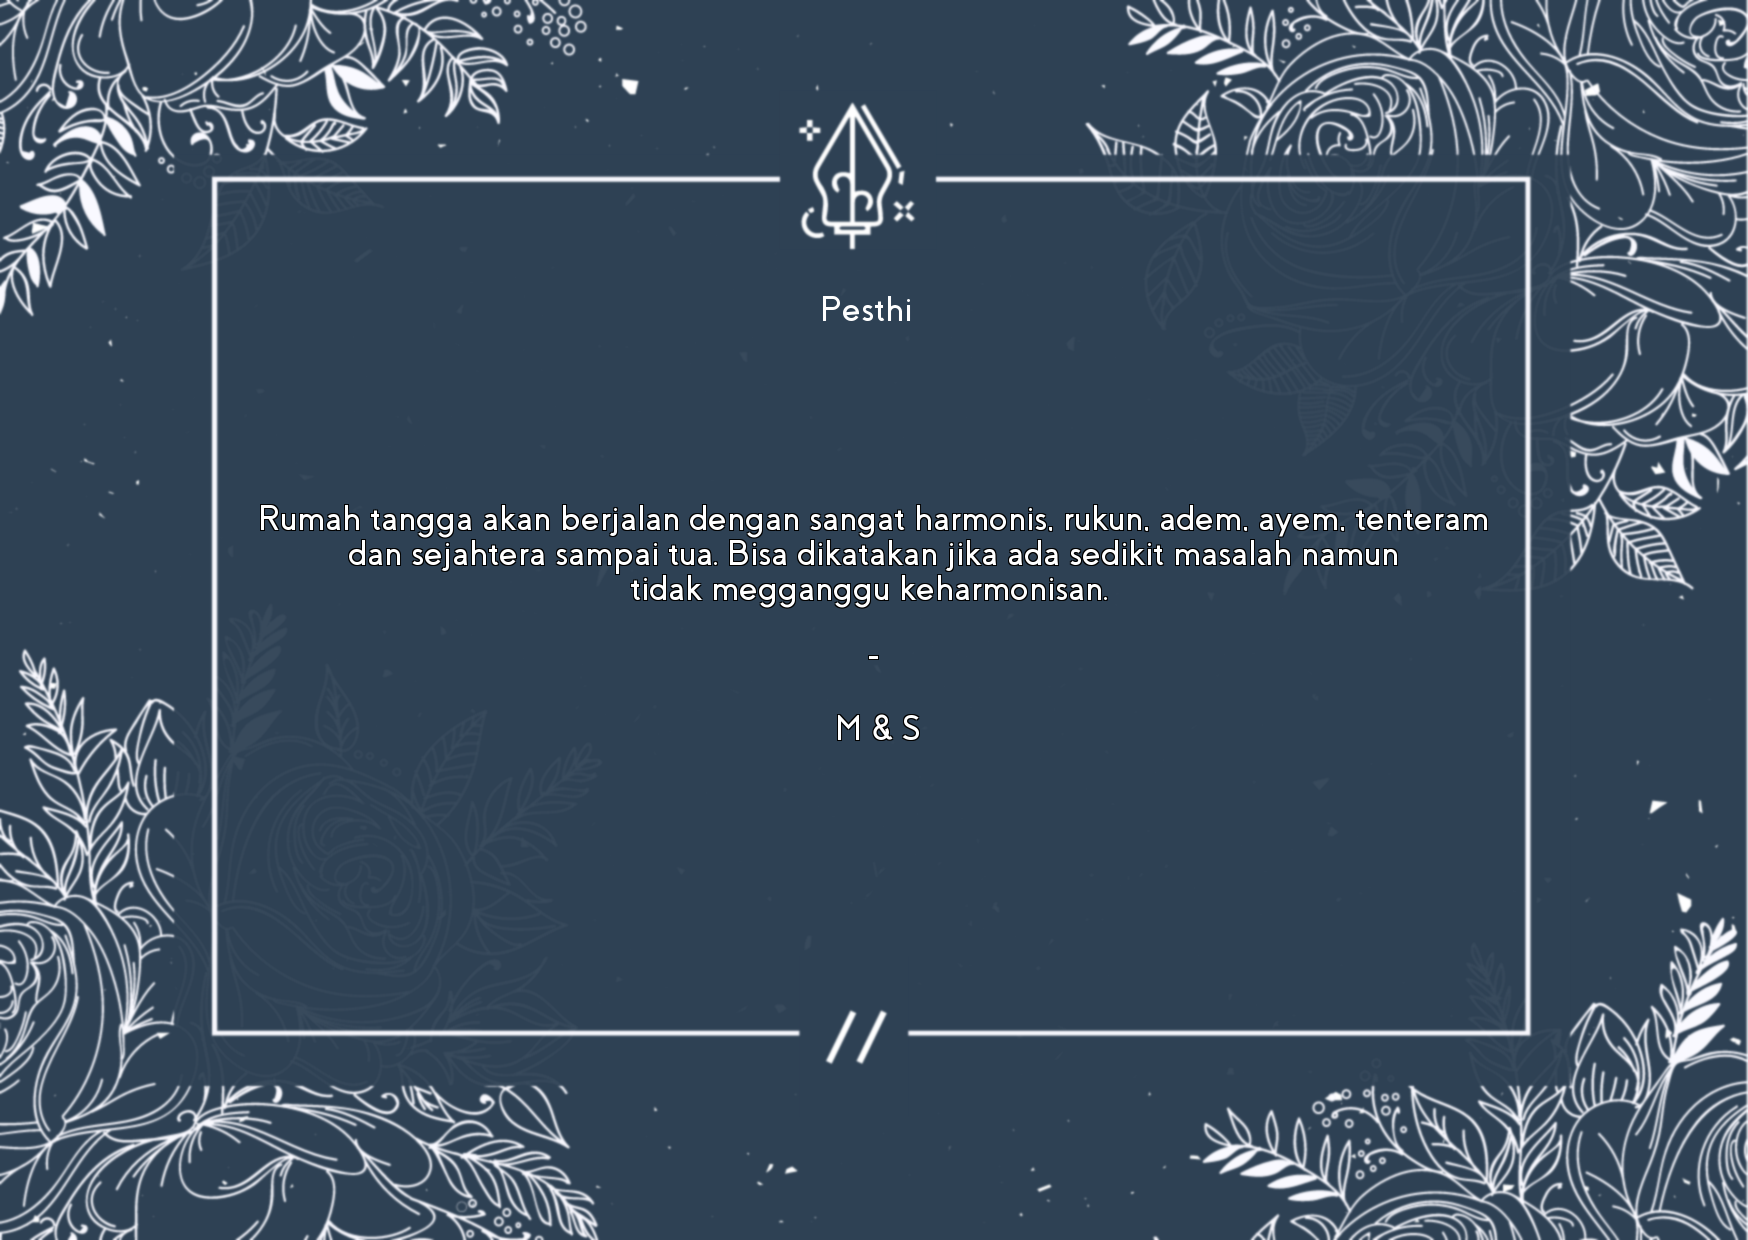 Pesthi
Rumah tangga akan berjalan dengan sangat harmonis, rukun, adem, ayem, tenteram
dan sejahtera sampai tua. Bisa dikatakan jika ada sedikit masalah namun
tidak megganggu keharmonisan.
-
M & S